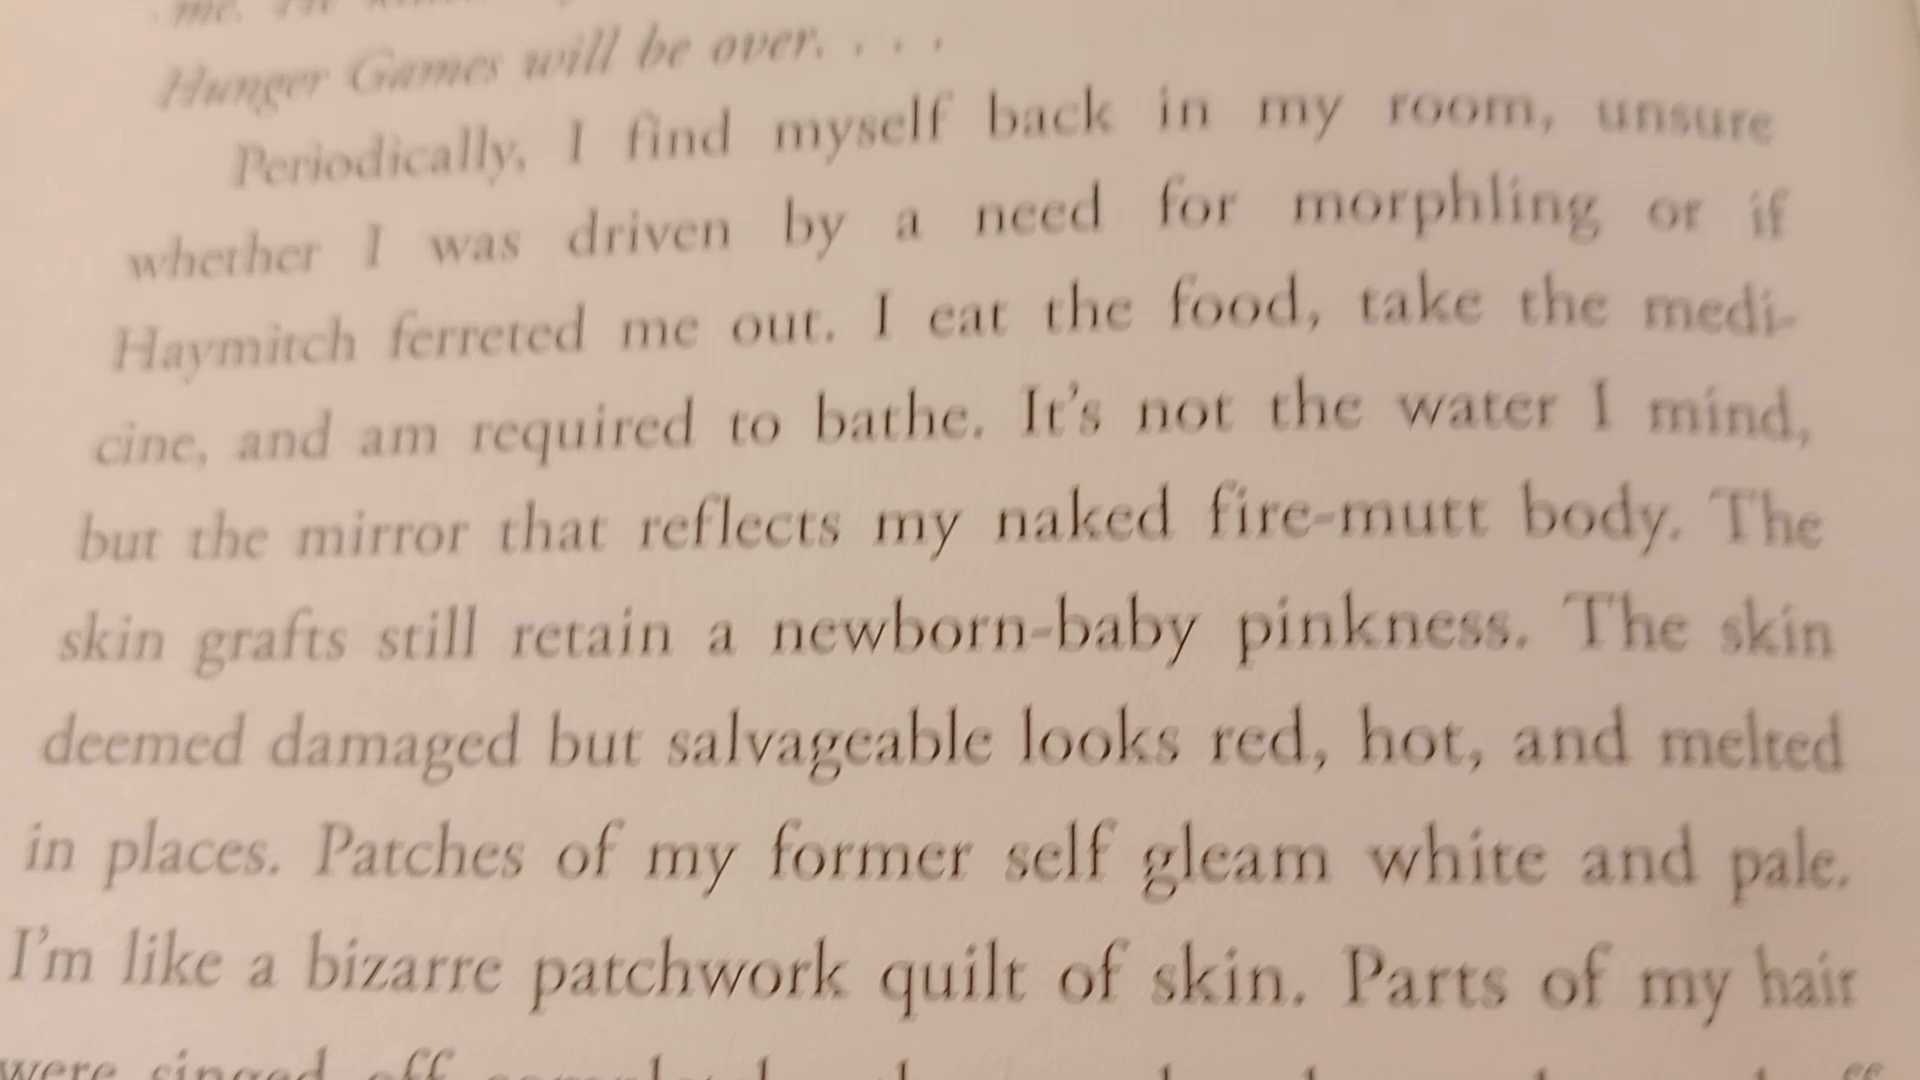 Hunger Games will be over. . . .
Periodically, I find myself back in my room, unsure
whether I was driven by a need for morphling or if
Haymitch ferreted me out. I eat the food, take the medi-
cine, and am required to bathe. It's not the water I mind,
but the mirror that reflects my naked fire-mutt body. The
skin grafts still retain a newborn-baby pinkness. The skin
deemed damaged but salvageable looks red, hot, and melted
in places. Patches of my former self gleam white and pale.
I'm like a bizarre patchwork quilt of skin. Parts of my hair
were singed off